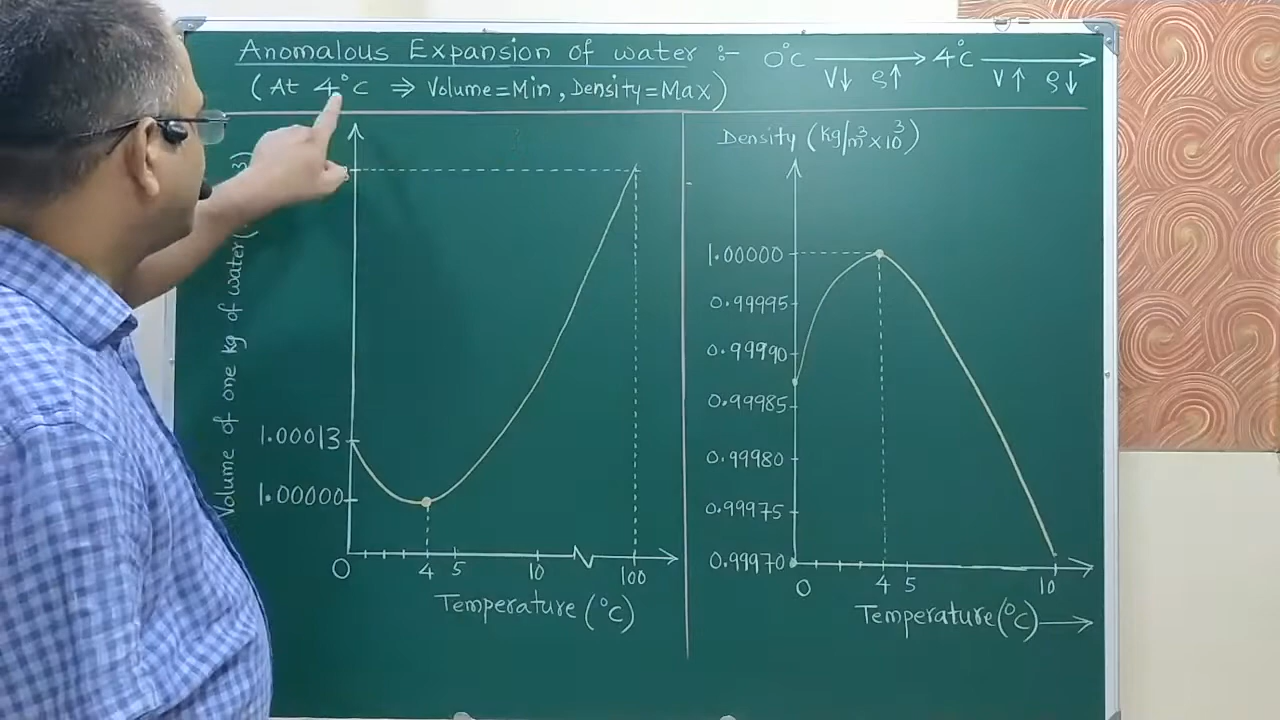 Anomalous Expansion of water :- 0°C → 4°C →
V↓ ρ↑ V↑ ρ↓
(At 4°C ⇒ Volume=Min, Density=Max)
Volume of one kg of water (
3)
1.00013
1.00000
0 4 5 10 100
Temperature (°C)
Density (kg/m³×10³)
1.00000
0.99995
0.99990
0.99985
0.99980
0.99975
0.99970
0 4 5 10
Temperature(°C) →